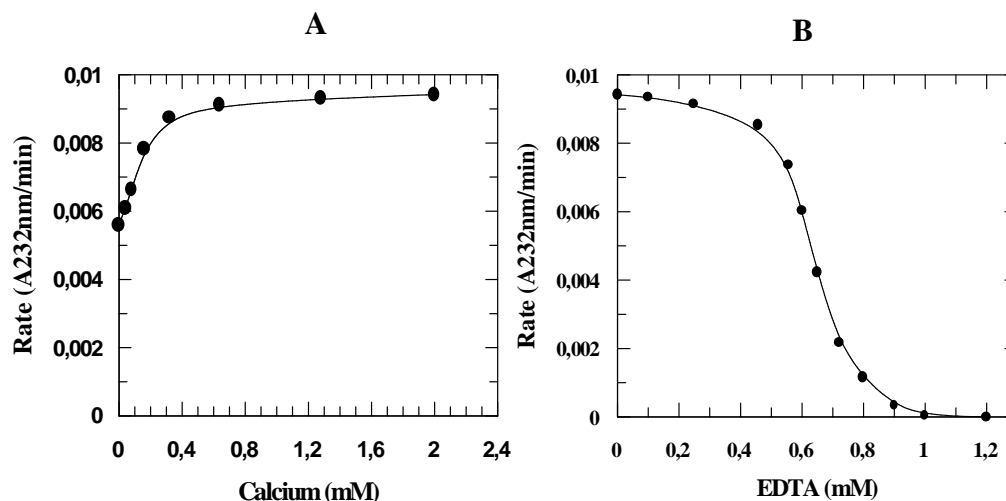 A
B
0,01
0,008
0,006
0,004
0,002
0
0 0,4 0,8 1,2 1,6 2 2,4
Rate (A232nm/min)
Calcium (mM)
0,01
0,008
0,006
0,004
0,002
0
0 0,2 0,4 0,6 0,8 1 1,2
Rate (A232nm/min)
EDTA (mM)